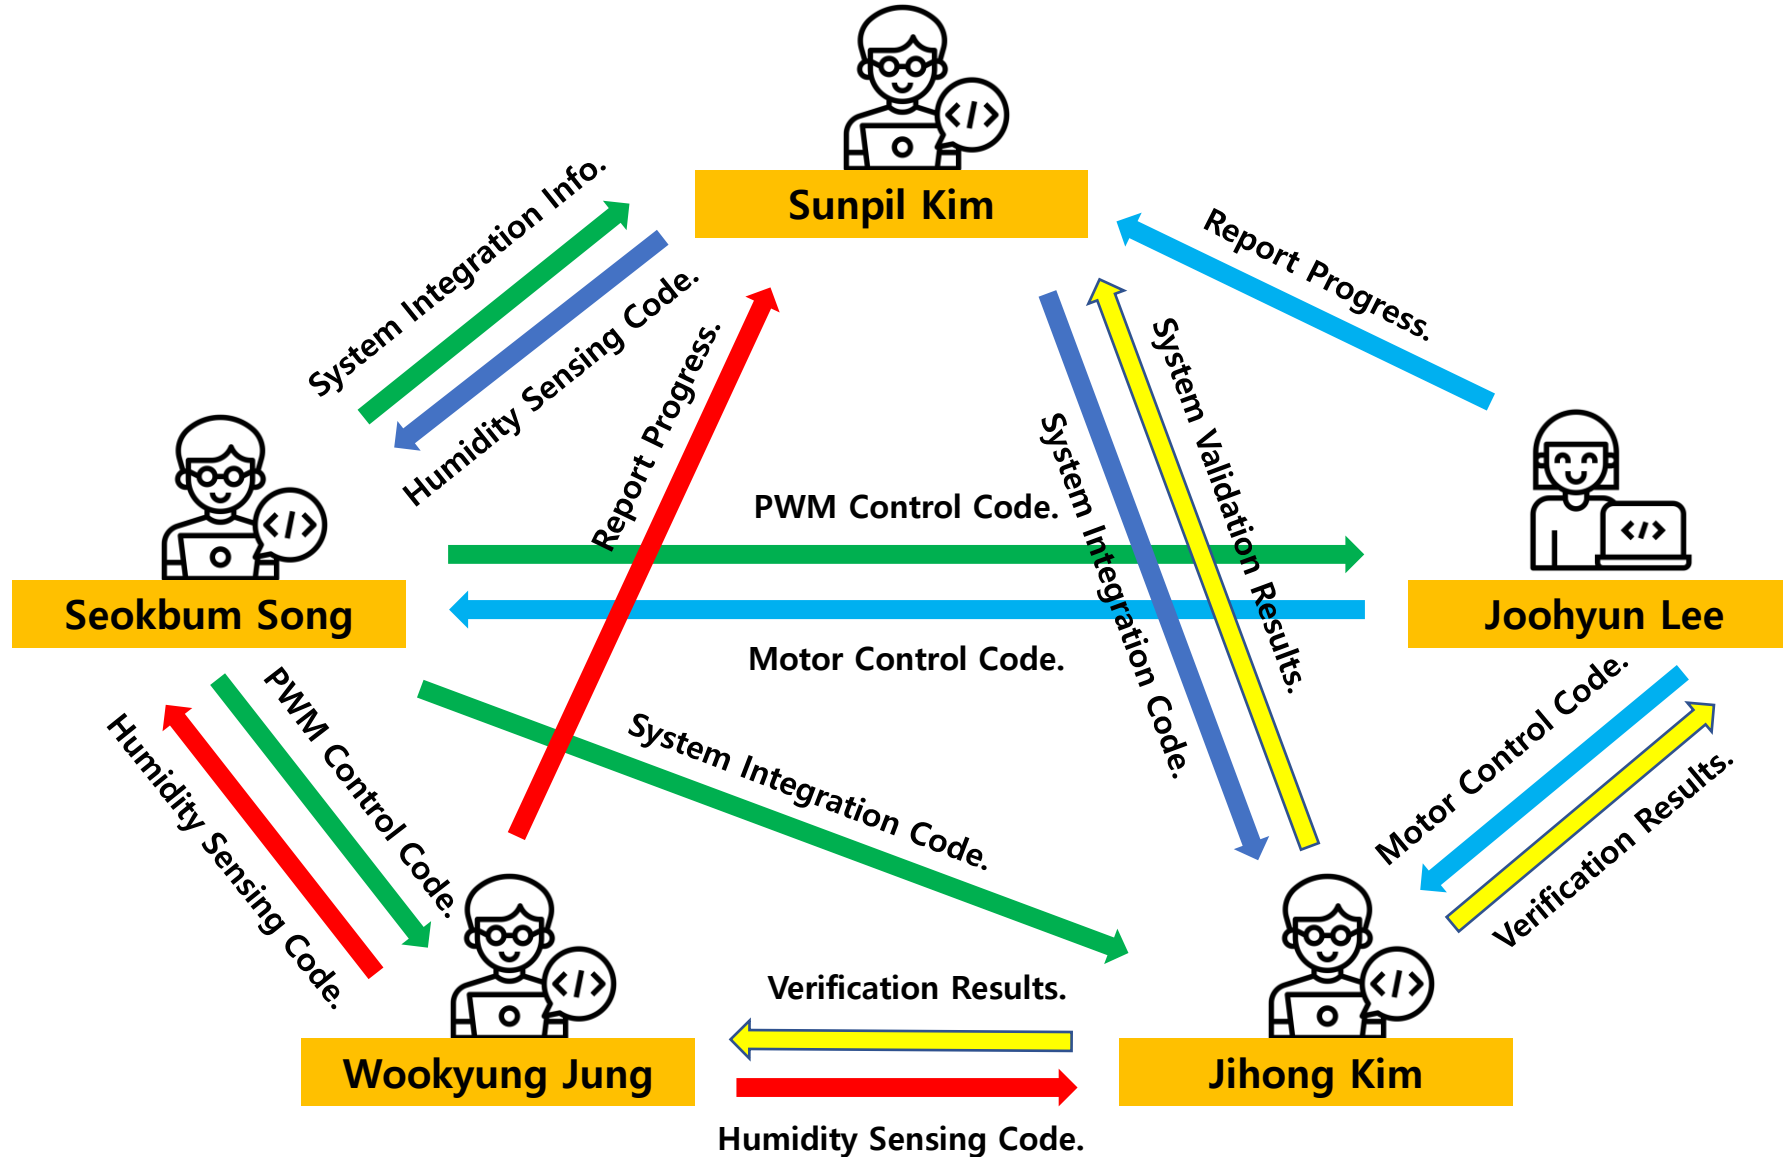 </>
Sunpil Kim
System Integration Info.
Humidity Sensing Code.
Report Progress.
Report Progress.
System Validation Results.
System Integration Code.
</>
Seokbum Song
PWM Control Code.
Motor Control Code.
</>
Joohyun Lee
PWM Control Code.
Humidity Sensing Code.
System Integration Code.
Motor Control Code.
Verification Results.
</>
Wookyung Jung
Verification Results.
Humidity Sensing Code.
</>
Jihong Kim